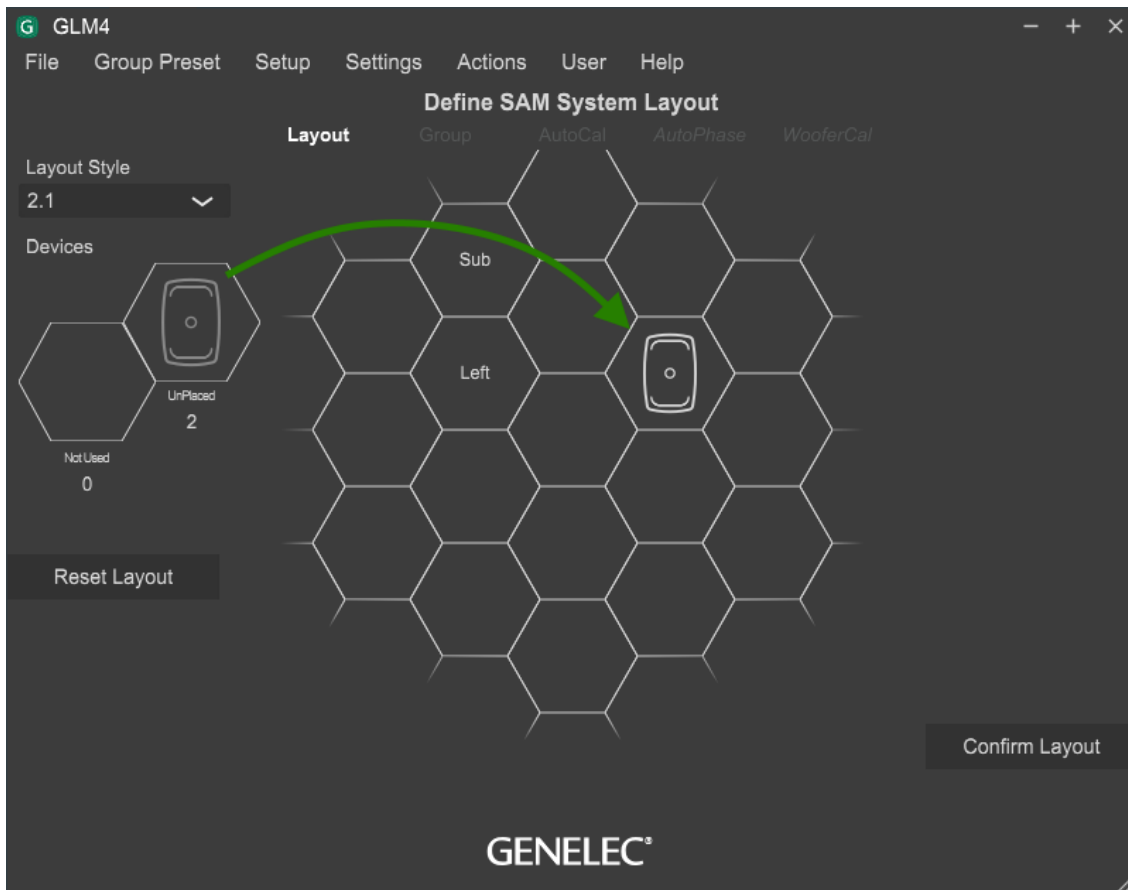 G GLM4
File Group Preset Setup Settings Actions User Help
Define SAM System Layout
Layout Group AutoCal AutoPhase WooferCal
Layout Style
2.1
Devices
UnPlaced
2
Not Used
0
Sub
Left
Reset Layout
Confirm Layout
GENELEC®